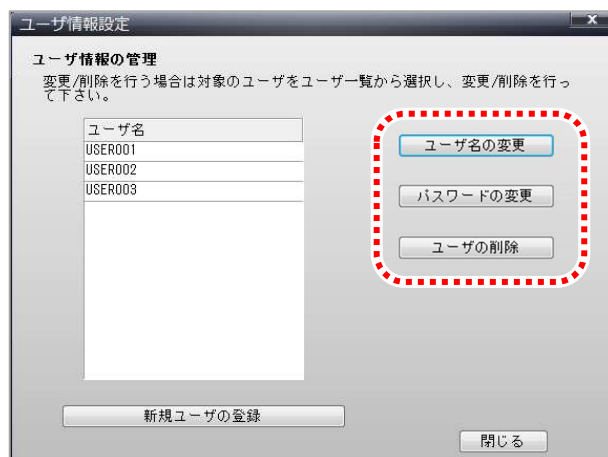 ユーザ情報設定
ユーザ情報の管理
変更/削除を行う場合は対象のユーザをユーザ一覧から選択し、変更/削除を行っ
て下さい。
ユーザ名
USER001
USER002
USER003
ユーザ名の変更
パスワードの変更
ユーザの削除
新規ユーザの登録
閉じる